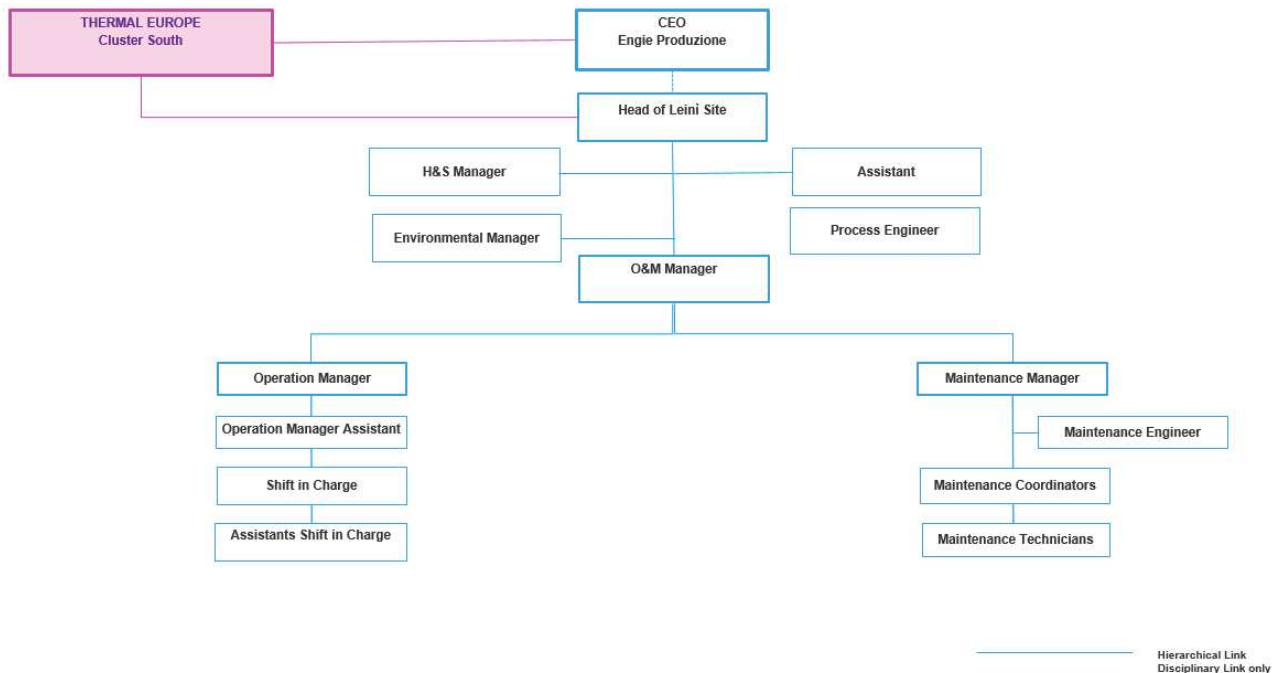 THERMAL EUROPE
Cluster South
CEO
Engie Produzione
Head of Leinì Site
H&S Manager
Assistant
Environmental Manager
Process Engineer
O&M Manager
Operation Manager
Maintenance Manager
Operation Manager Assistant
Maintenance Engineer
Shift in Charge
Maintenance Coordinators
Assistants Shift in Charge
Maintenance Technicians
Hierarchical Link
Disciplinary Link only